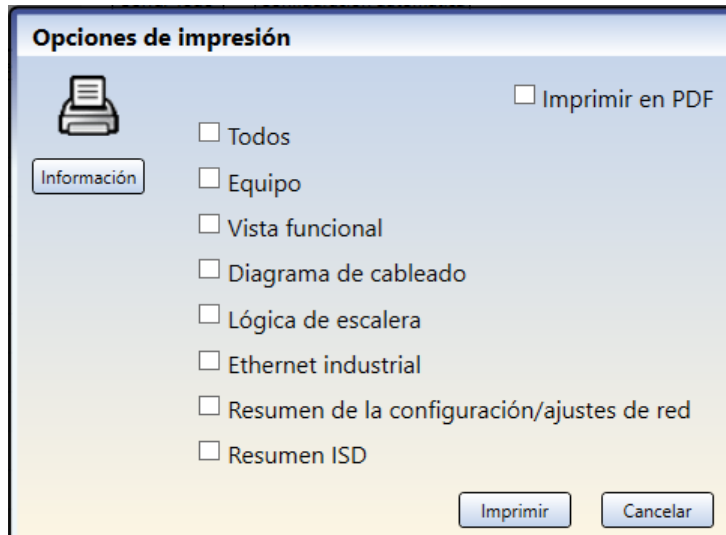 Opciones de impresión
Imprimir en PDF
Todos
Información
Equipo
Vista funcional
Diagrama de cableado
Lógica de escalera
Ethernet industrial
Resumen de la configuración/ajustes de red
Resumen ISD
Imprimir
Cancelar